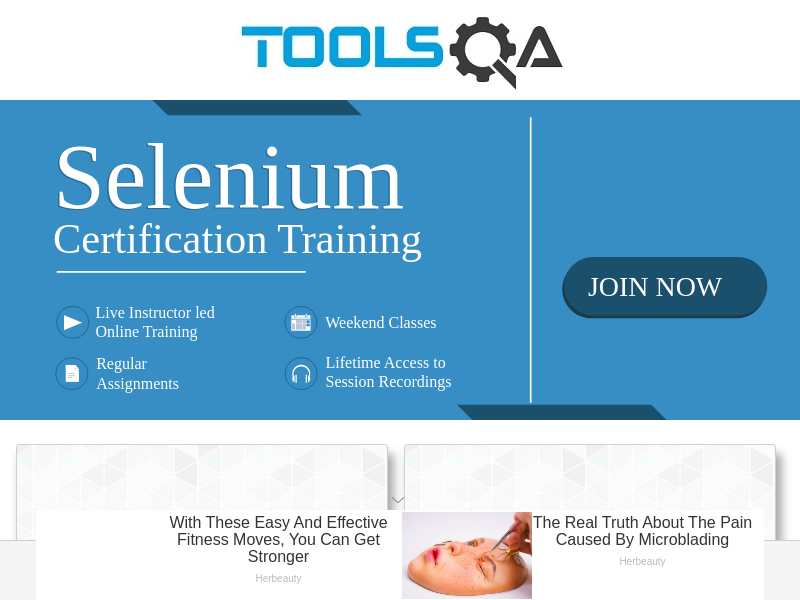 TOOLSQA
Selenium
Certification Training
JOIN NOW
Live Instructor led
Online Training
Weekend Classes
Regular
Assignments
Lifetime Access to
Session Recordings
With These Easy And Effective
Fitness Moves, You Can Get
Stronger
Herbeauty
The Real Truth About The Pain
Caused By Microblading
Herbeauty